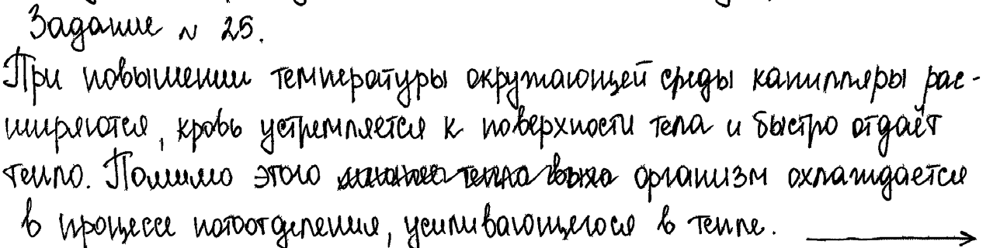 Задание № 25.
При повышении температуры окружающей среды капилляры рас-
ширяются, кровь устремляется к поверхности тела и быстро отдаёт
тепло. Помимо этого организм охлаждается
в процессе потоотделения, усиливающегося в тепле.